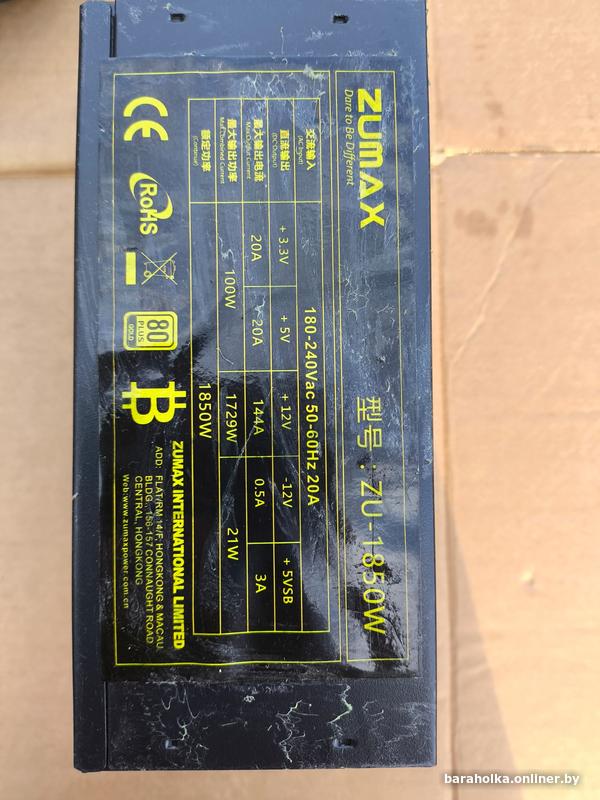 ZUMAX
Dare to Be Different
型号：ZU-1850W
交流输入
(AC Input)
180-240Vac 50-60Hz 20A
直流输出
(DC Output)
+3.3V
+5V
+12V
-12V
+5VSB
最大输出电流
Max Output Current
20A
20A
144A
0.5A
3A
最大输出功率
Max Combined Current
100W
1729W
21W
额定功率
1850W
CE
RoHS
80
PLUS
GOLD
ZUMAX INTERNATIONAL LIMITED
ADD: FLAT/RM 14/F, HONGKONG & MACAU
BLDG., 156-157 CONNAUGHT ROAD
CENTRAL, HONGKONG
Web:www.zumaxpower.com.cn
baraholka.onliner.by